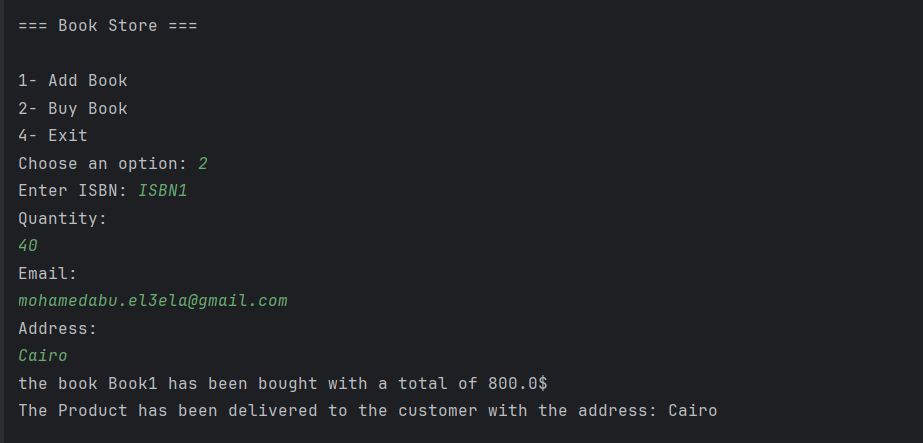 === Book Store ===
1- Add Book
2- Buy Book
4- Exit
Choose an option: 2
Enter ISBN: ISBN1
Quantity:
40
Email:
mohamedabu.el3ela@gmail.com
Address:
Cairo
the book Book1 has been bought with a total of 800.0$
The Product has been delivered to the customer with the address: Cairo